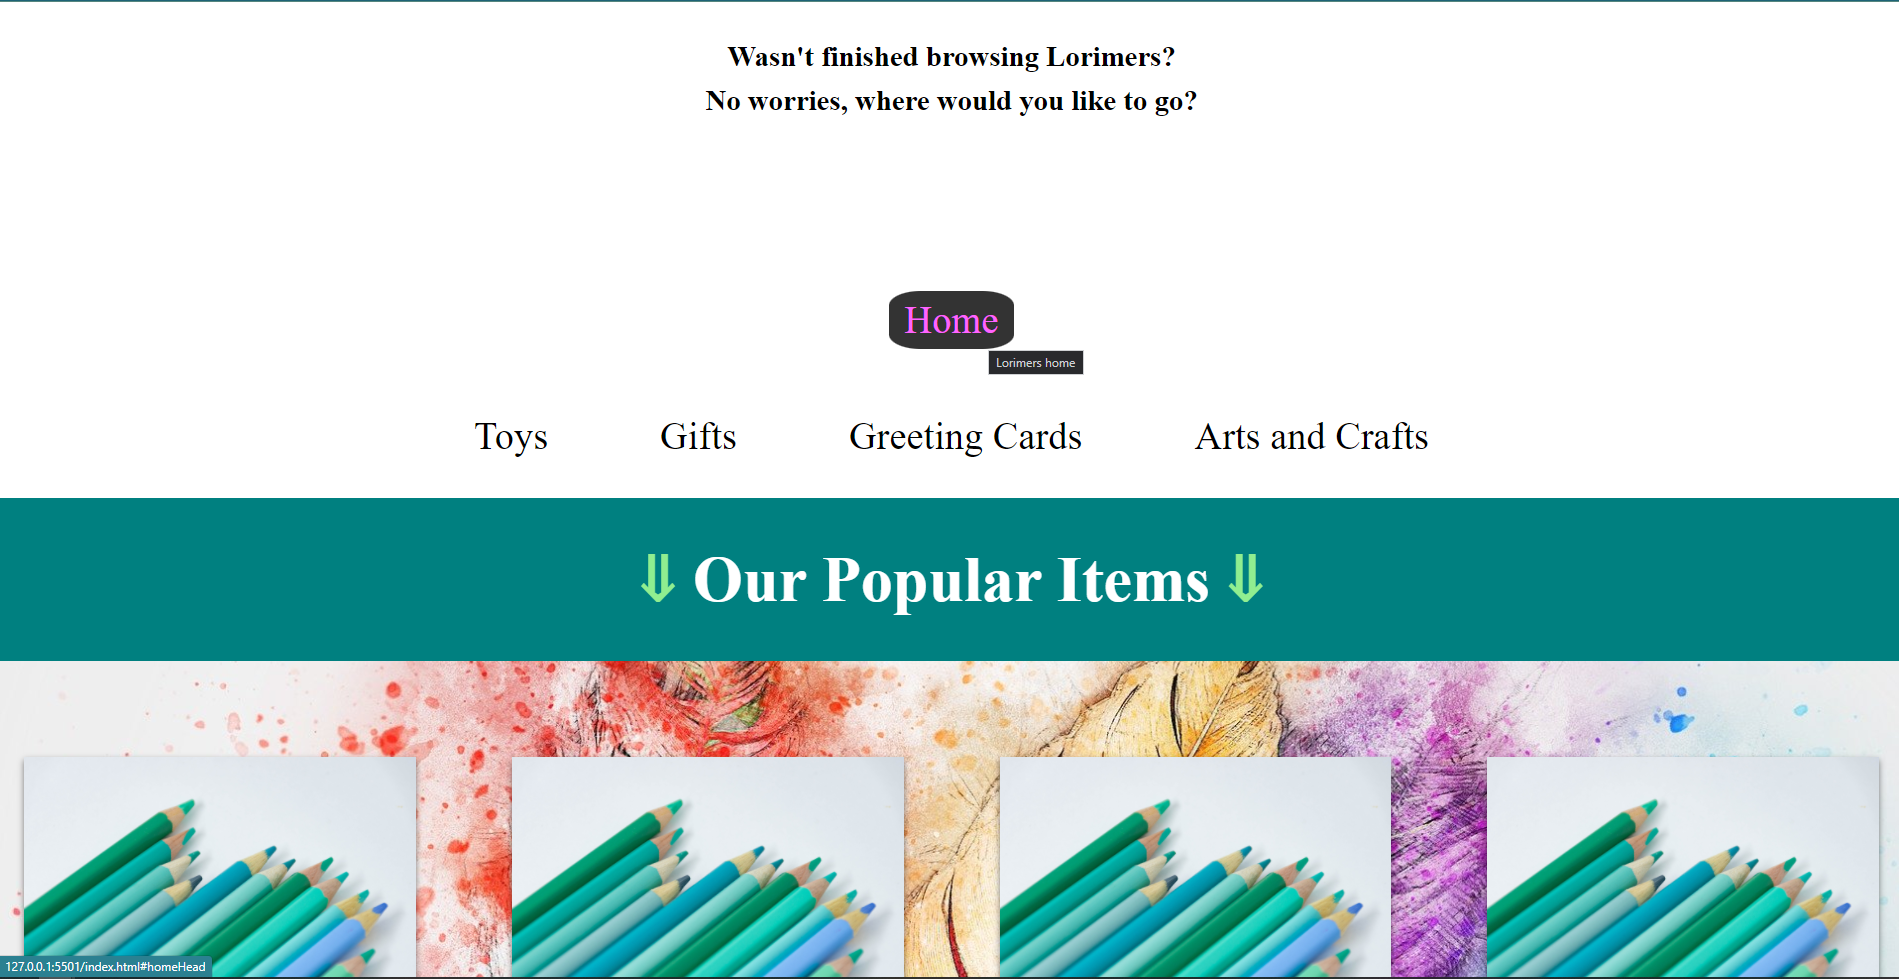 Wasn't finished browsing Lorimers?
No worries, where would you like to go?
Home
Lorimers home
Toys Gifts Greeting Cards Arts and Crafts
⇓ Our Popular Items ⇓
127.0.0.1:5501/index.html#homeHead